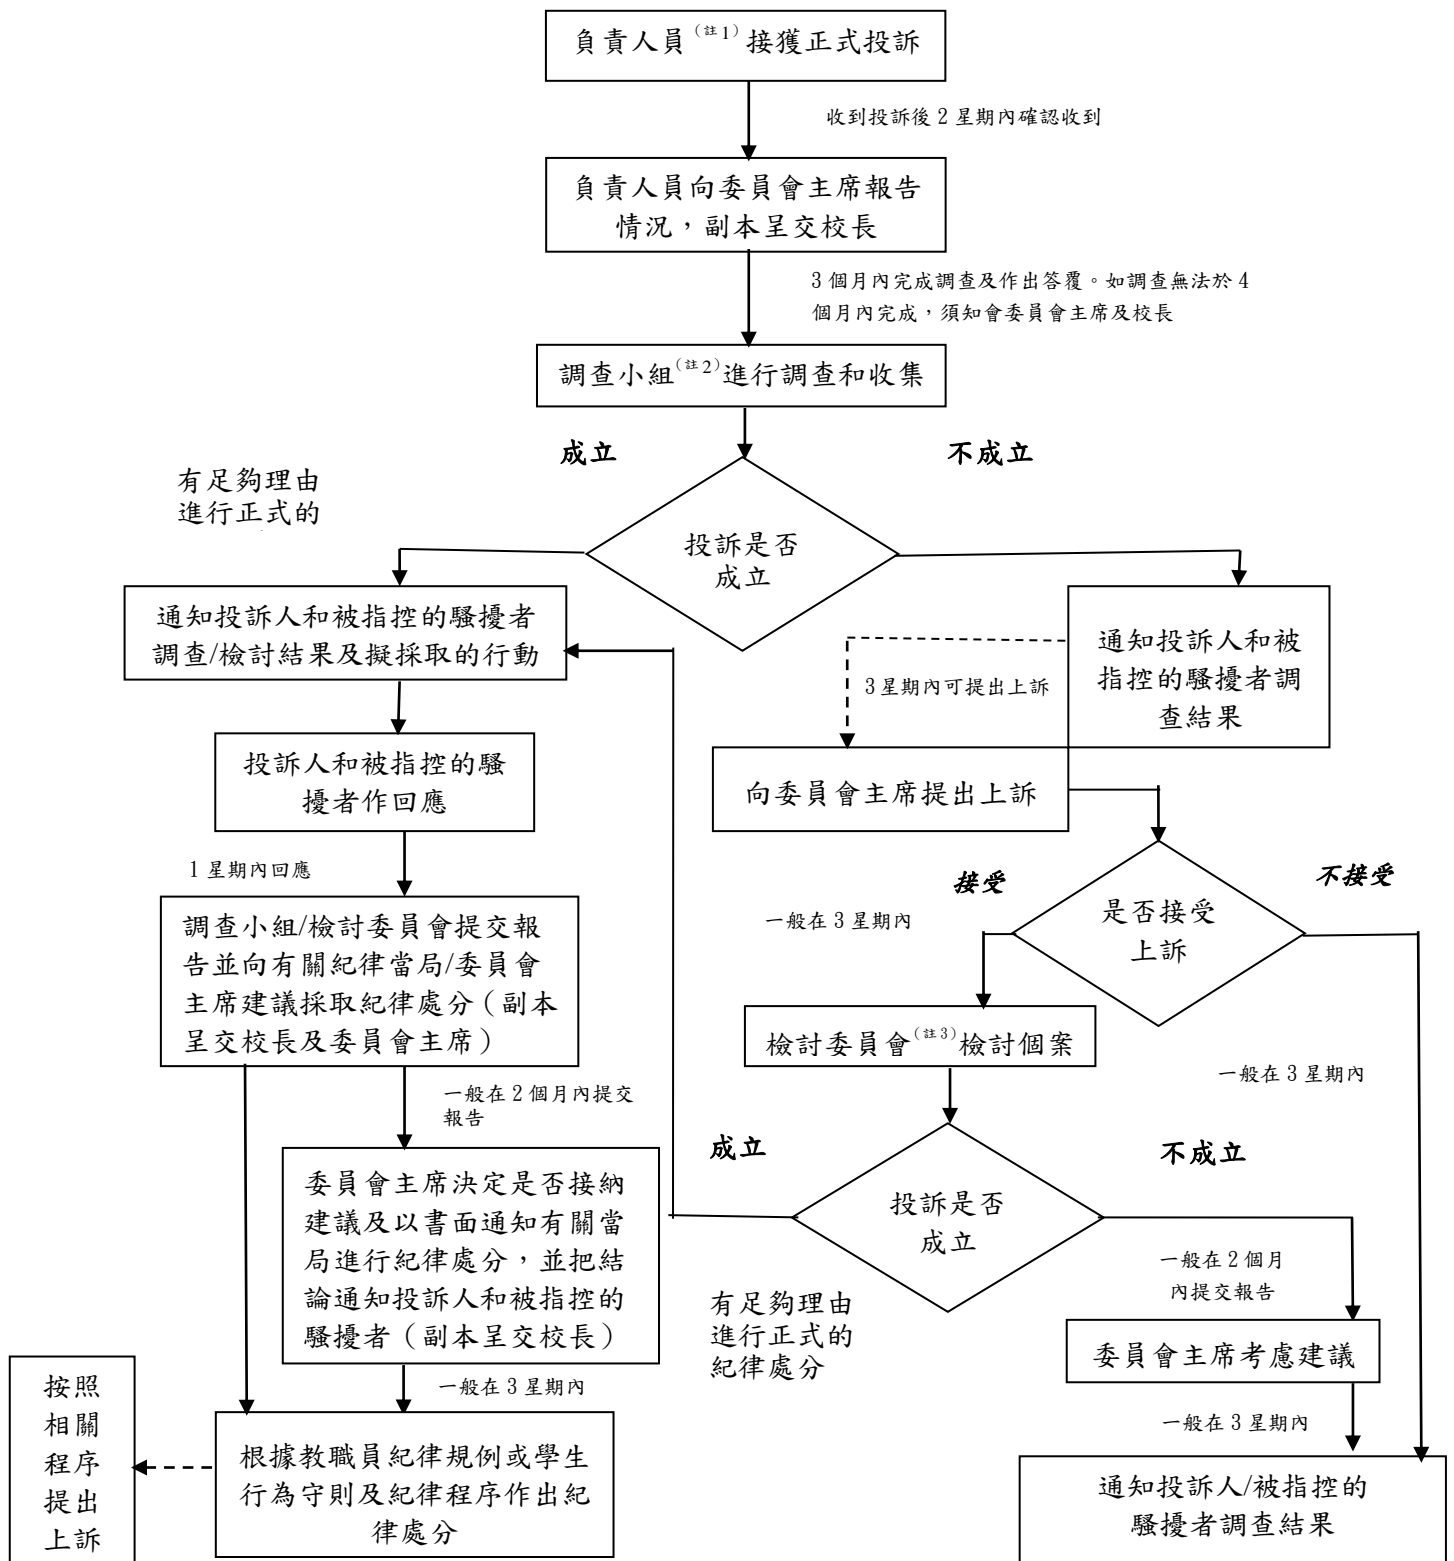 負責人員(註1)接獲正式投訴
收到投訴後 2 星期內確認收到
負責人員向委員會主席報告
情況，副本呈交校長
3 個月內完成調查及作出答覆。如調查無法於 4
個月內完成，須知會委員會主席及校長
調查小組(註2)進行調查和收集
成立
不成立
有足夠理由
進行正式的
投訴是否
成立
通知投訴人和被指控的騷擾者
調查/檢討結果及擬採取的行動
通知投訴人和被
指控的騷擾者調
查結果
3 星期內可提出上訴
投訴人和被指控的騷
擾者作回應
向委員會主席提出上訴
1 星期內回應
接受
不接受
一般在 3 星期內
是否接受
上訴
調查小組/檢討委員會提交報
告並向有關紀律當局/委員會
主席建議採取紀律處分（副本
呈交校長及委員會主席）
檢討委員會(註3)檢討個案
一般在 3 星期內
一般在 2 個月內提交
報告
成立
不成立
投訴是否
成立
委員會主席決定是否接納
建議及以書面通知有關當
局進行紀律處分，並把結
論通知投訴人和被指控的
騷擾者（副本呈交校長）
一般在 2 個月
內提交報告
有足夠理由
進行正式的
紀律處分
委員會主席考慮建議
一般在 3 星期內
一般在 3 星期內
按照
相關
程序
提出
上訴
根據教職員紀律規例或學生
行為守則及紀律程序作出紀
律處分
通知投訴人/被指控的
騷擾者調查結果